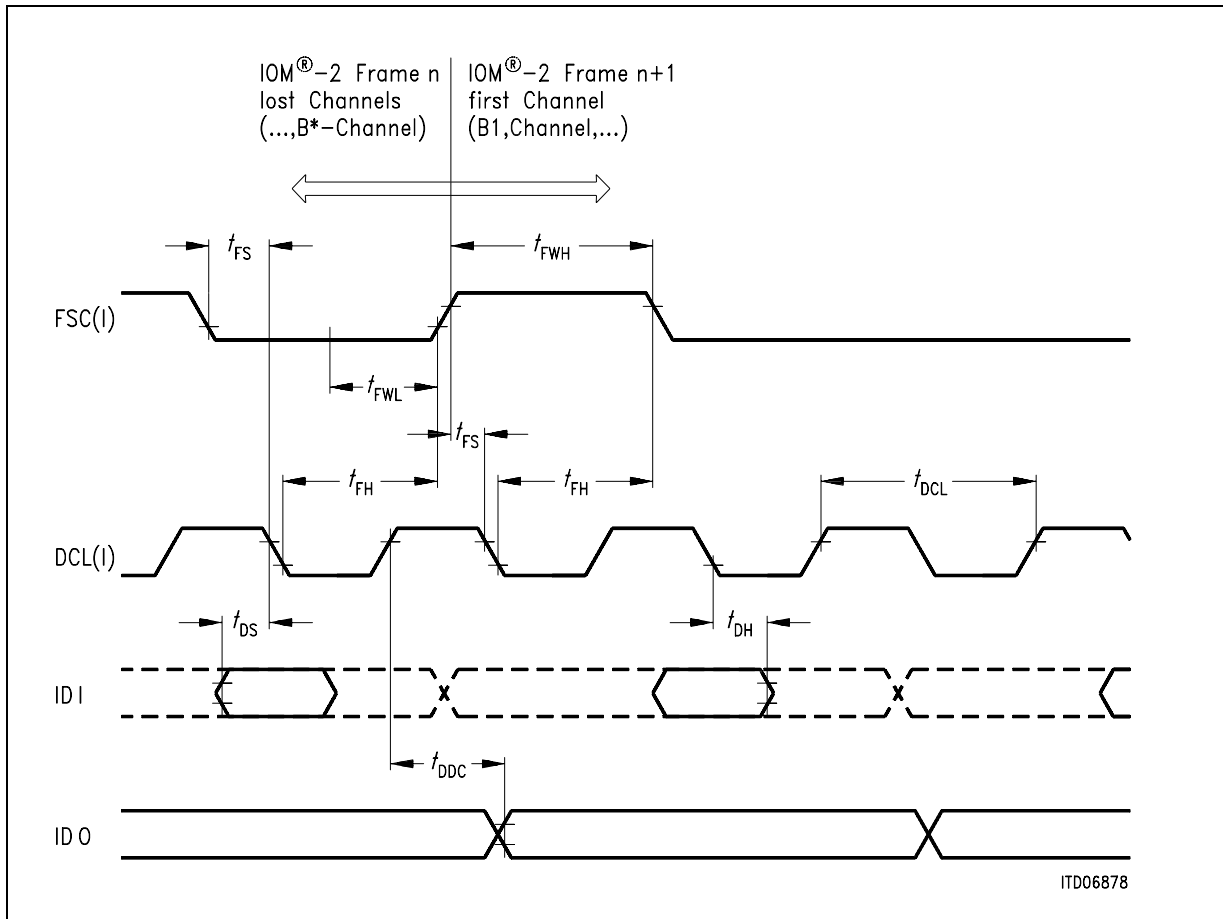 IOM®-2 Frame n
lost Channels
(...,B*-Channel)
IOM®-2 Frame n+1
first Channel
(B1,Channel,...)
tFS
tFWH
FSC(I)
tFWL
tFS
tFH
tFH
tDCL
DCL(I)
tDS
tDH
ID I
tDDC
ID O
ITD06878